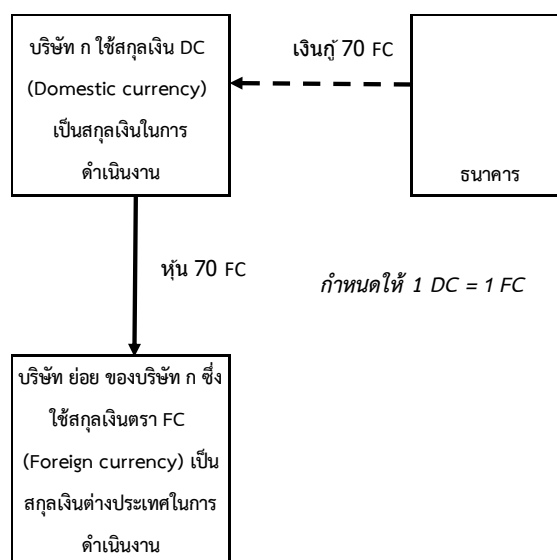 บริษัท ก ใช้สกุลเงิน DC
(Domestic currency)
เป็นสกุลเงินในการ
ดำเนินงาน
เงินกู้ 70 FC
ธนาคาร
หุ้น 70 FC
กำหนดให้ 1 DC = 1 FC
บริษัท ย่อย ของบริษัท ก ซึ่ง
ใช้สกุลเงินตรา FC
(Foreign currency) เป็น
สกุลเงินต่างประเทศในการ
ดำเนินงาน